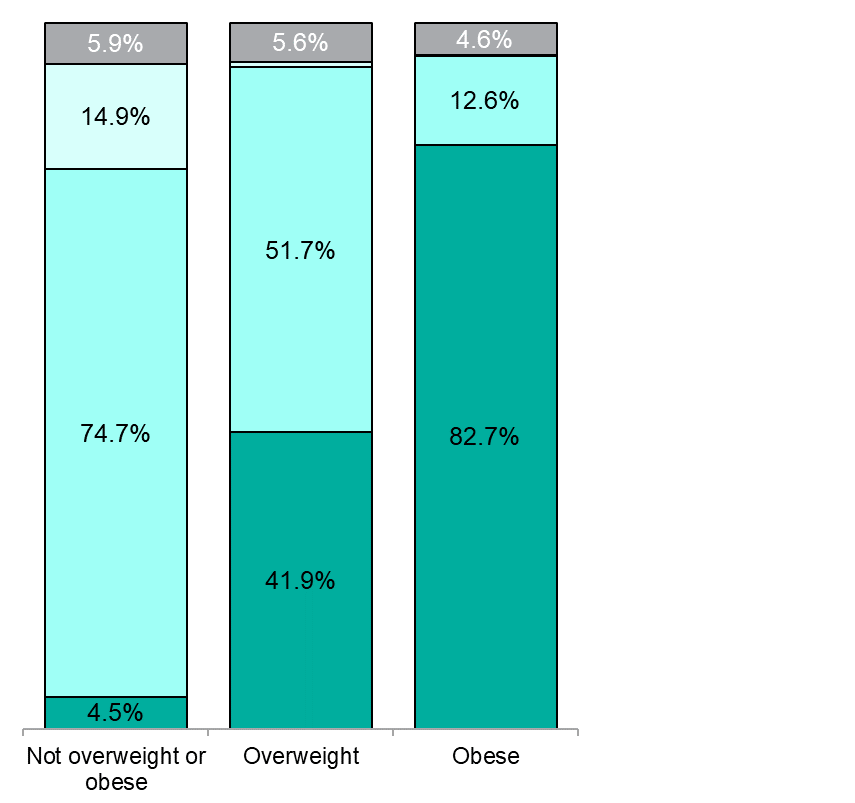 5.9%
5.6%
4.6%
14.9%
12.6%
51.7%
74.7%
82.7%
41.9%
4.5%
Not overweight or
obese
Overweight
Obese